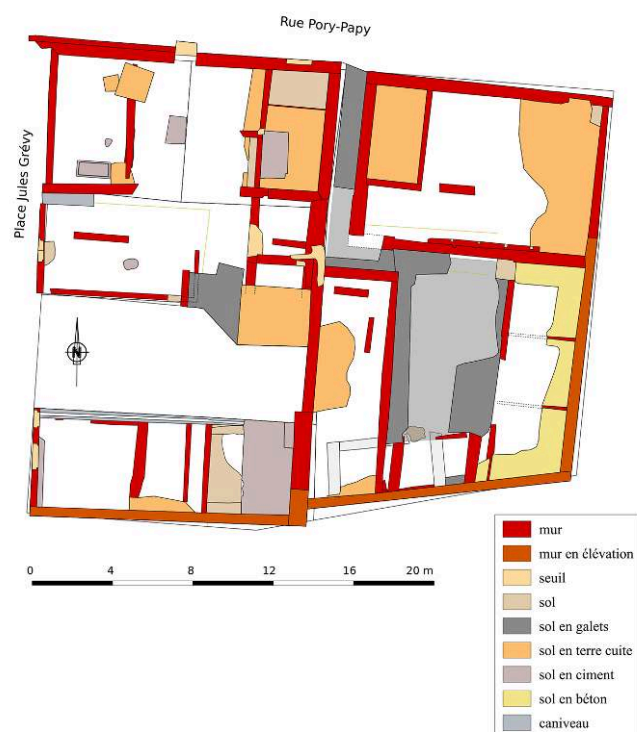 Rue Pory-Papy
Place Jules Grévy
N
0 4 8 12 16 20 m
mur
mur en élévation
seuil
sol
sol en galets
sol en terre cuite
sol en ciment
sol en béton
caniveau